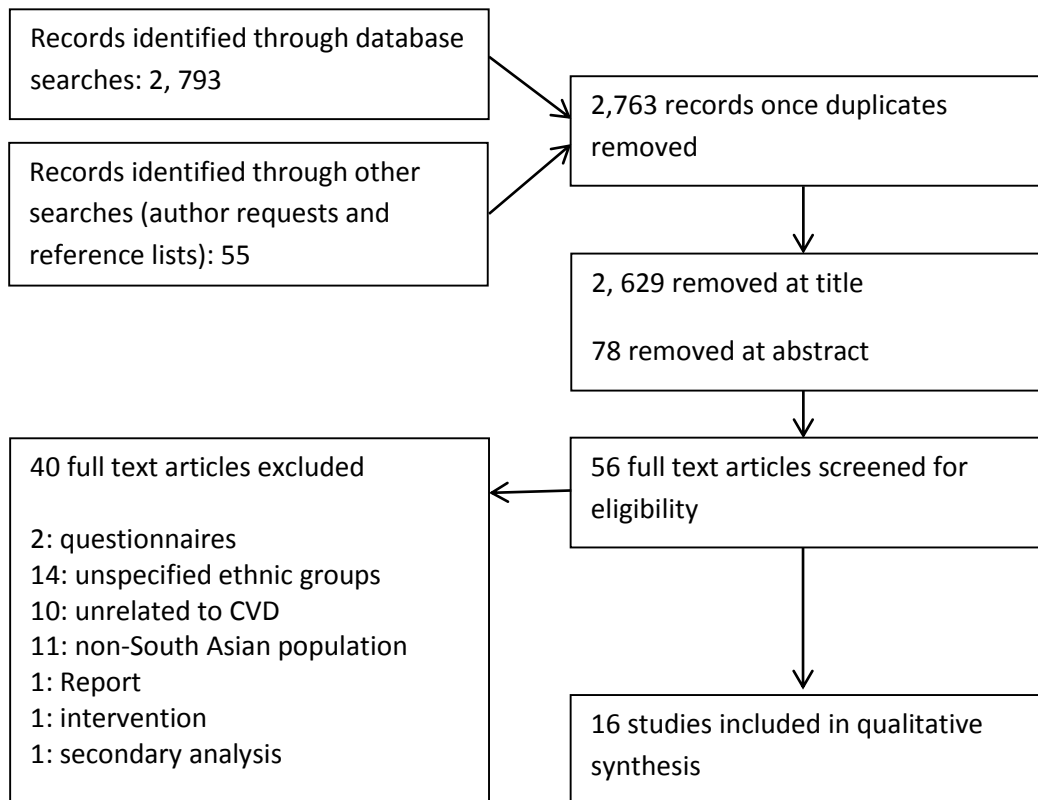 Records identified through database
searches: 2, 793
Records identified through other
searches (author requests and
reference lists): 55
2,763 records once duplicates
removed
2, 629 removed at title
78 removed at abstract
56 full text articles screened for
eligibility
40 full text articles excluded
2: questionnaires
14: unspecified ethnic groups
10: unrelated to CVD
11: non-South Asian population
1: Report
1: intervention
1: secondary analysis
16 studies included in qualitative
synthesis